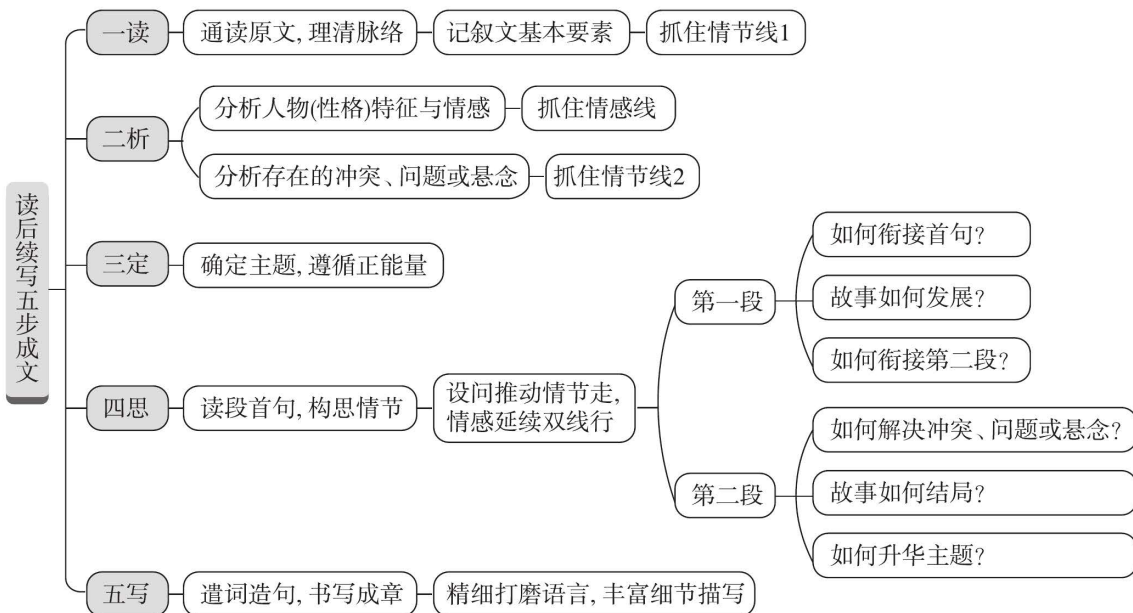 读后续写五步成文
一读
通读原文,理清脉络
记叙文基本要素
抓住情节线1
二析
分析人物(性格)特征与情感
抓住情感线
分析存在的冲突、问题或悬念
抓住情节线2
三定
确定主题,遵循正能量
四思
读段首句,构思情节
设问推动情节走,
情感延续双线行
第一段
如何衔接首句?
故事如何发展?
如何衔接第二段?
第二段
如何解决冲突、问题或悬念?
故事如何结局?
如何升华主题?
五写
遣词造句,书写成章
精细打磨语言,丰富细节描写